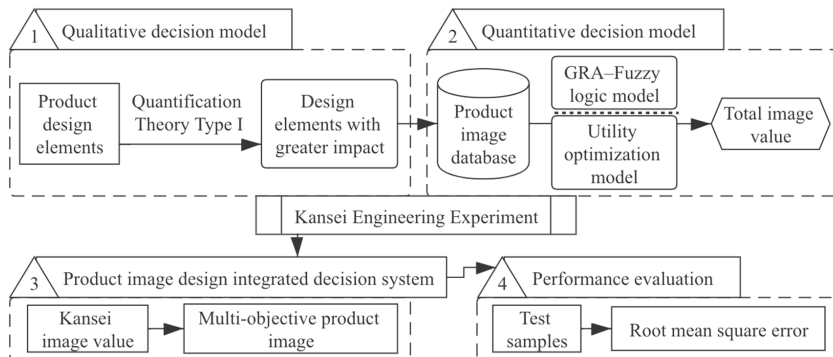 1 Qualitative decision model
Product
design
elements
Quantification
Theory Type I
Design
elements with
greater impact
2 Quantitative decision model
Product
image
database
GRA–Fuzzy
logic model
Utility
optimization
model
Total image
value
Kansei Engineering Experiment
3 Product image design integrated decision system
Kansei
image value
Multi-objective product
image
4 Performance evaluation
Test
samples
Root mean square error